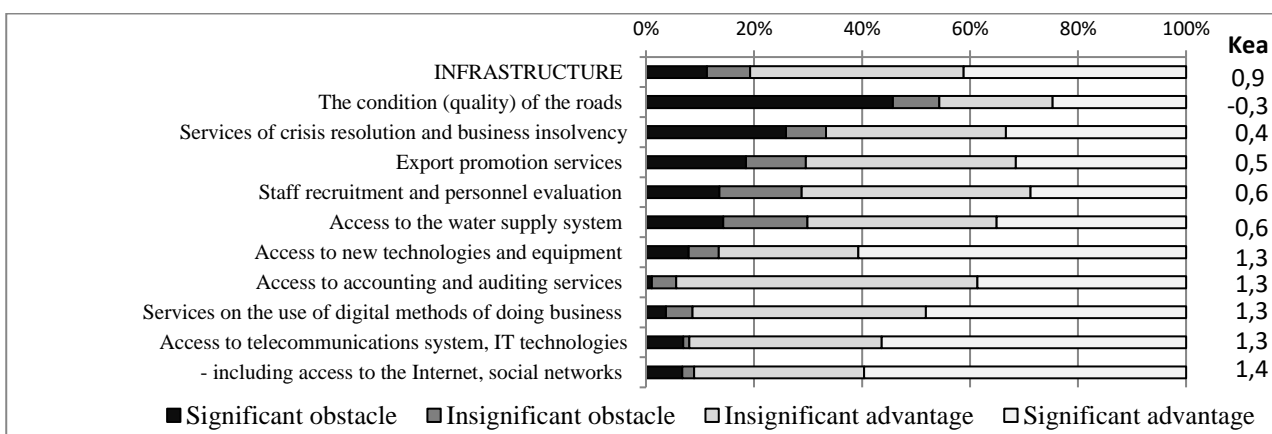 0% 20% 40% 60% 80% 100%
Kea
INFRASTRUCTURE 0,9
The condition (quality) of the roads -0,3
Services of crisis resolution and business insolvency 0,4
Export promotion services 0,5
Staff recruitment and personnel evaluation 0,6
Access to the water supply system 0,6
Access to new technologies and equipment 1,3
Access to accounting and auditing services 1,3
Services on the use of digital methods of doing business 1,3
Access to telecommunications system, IT technologies 1,3
- including access to the Internet, social networks 1,4
Significant obstacle Insignificant obstacle Insignificant advantage Significant advantage